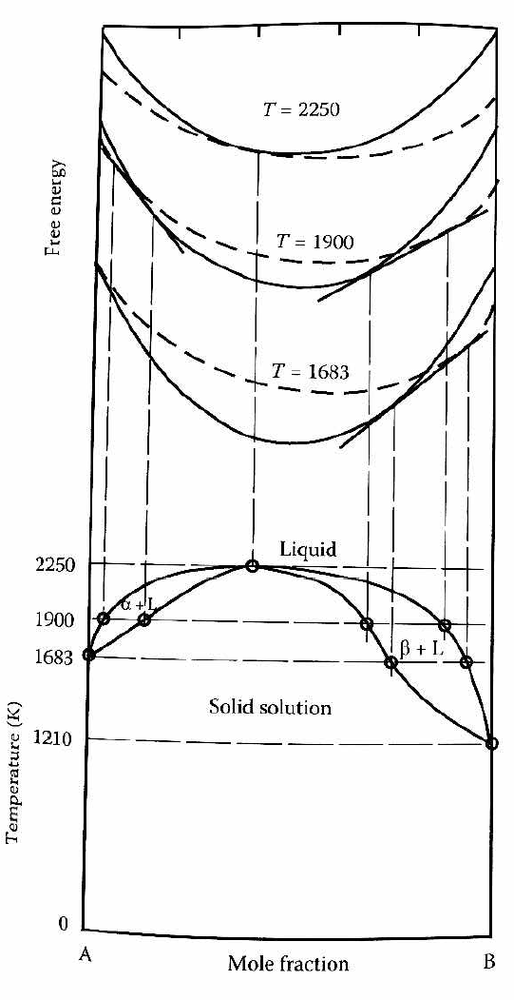 T = 2250
Free energy
T = 1900
T = 1683
Liquid
2250
α + L
1900
1683
β + L
Solid solution
1210
Temperature (K)
0
A
Mole fraction
B